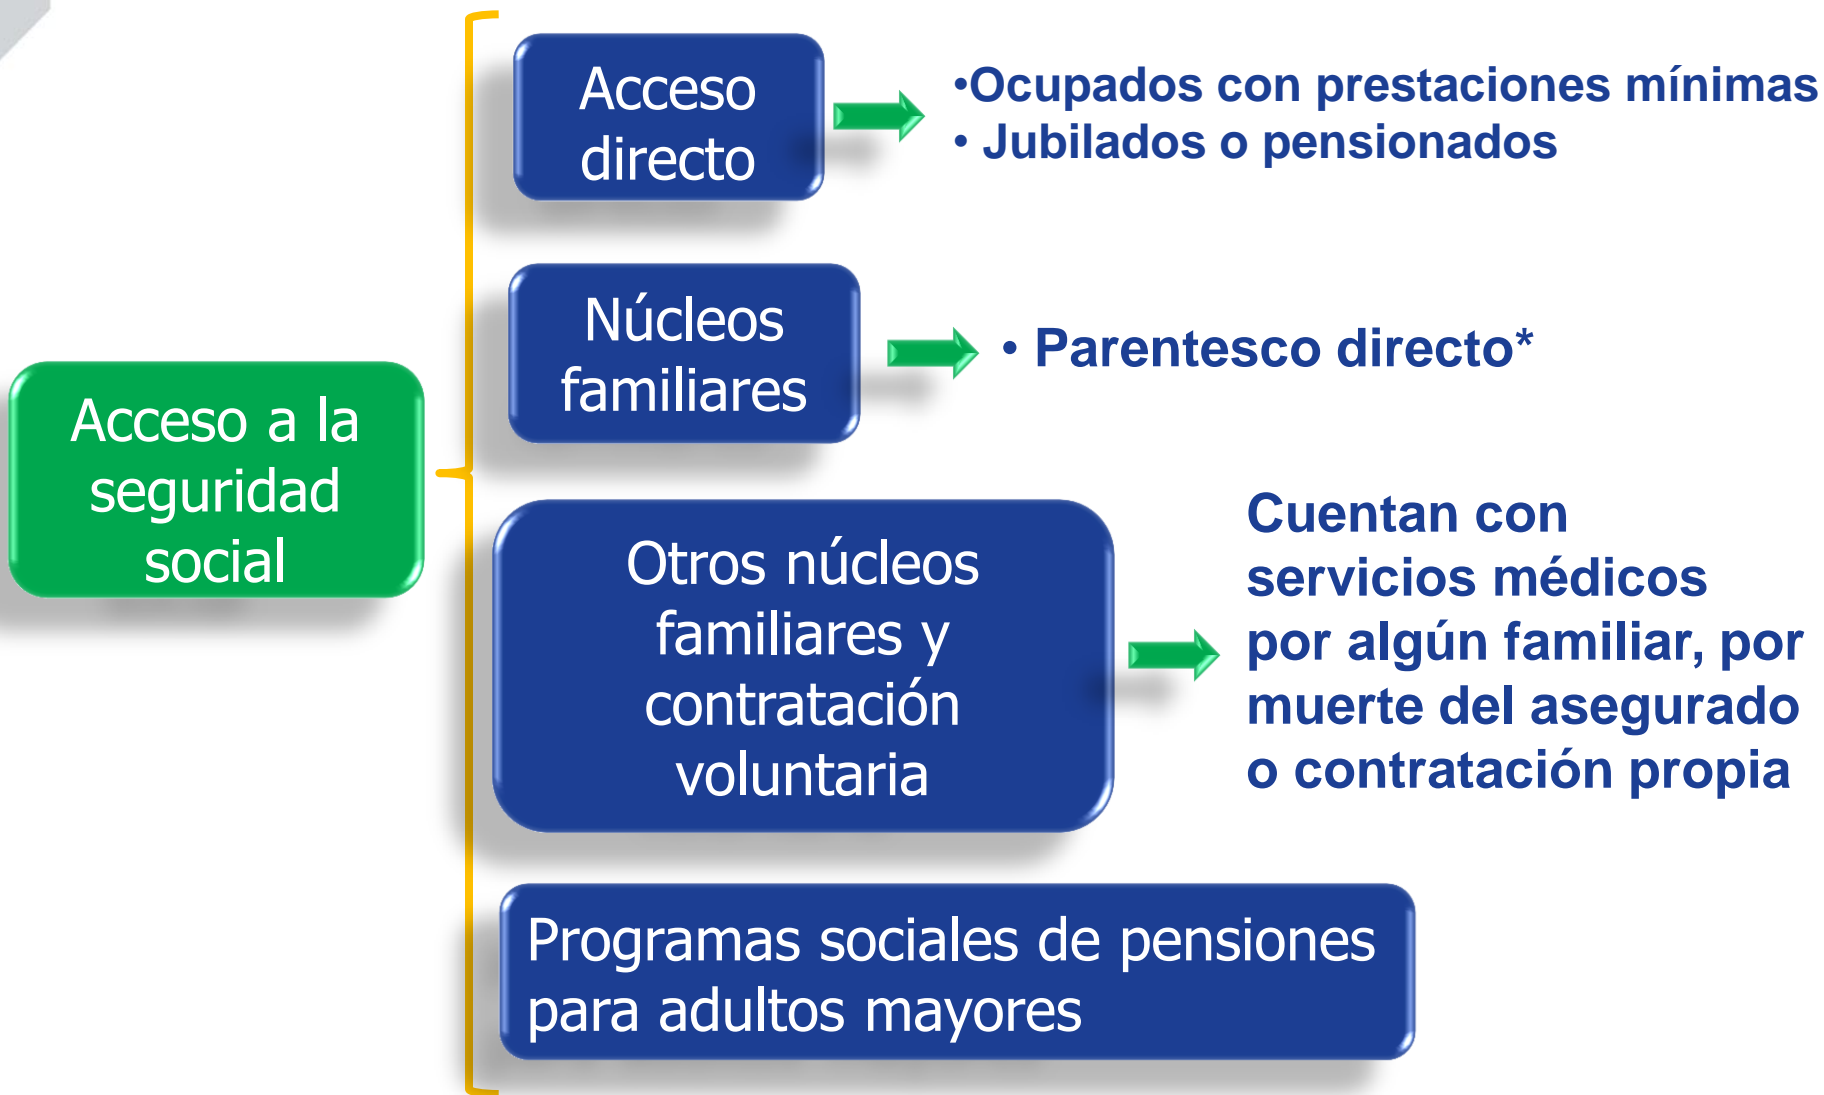 Acceso
directo
•Ocupados con prestaciones mínimas
• Jubilados o pensionados
Núcleos
familiares
• Parentesco directo*
Acceso a la
seguridad
social
Otros núcleos
familiares y
contratación
voluntaria
Cuentan con
servicios médicos
por algún familiar, por
muerte del asegurado
o contratación propia
Programas sociales de pensiones
para adultos mayores